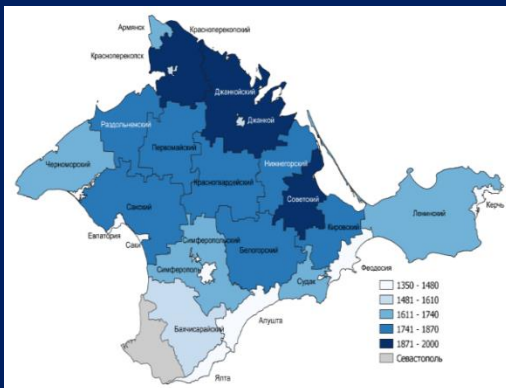 Армянск
Красноперекопский
Красноперекопск
Джанкойский
Джанкой
Раздольненский
Первомайский
Нижнегорский
Черноморский
Красногвардейский
Советский
Ленинский
Керчь
Сакский
Кировский
Симферопольский
Белогорский
Евпатория
Саки
Симферополь
Феодосия
Судак
Алушта
Бахчисарайский
Ялта
1350 - 1480
1481 - 1610
1611 - 1740
1741 - 1870
1871 - 2000
Севастополь